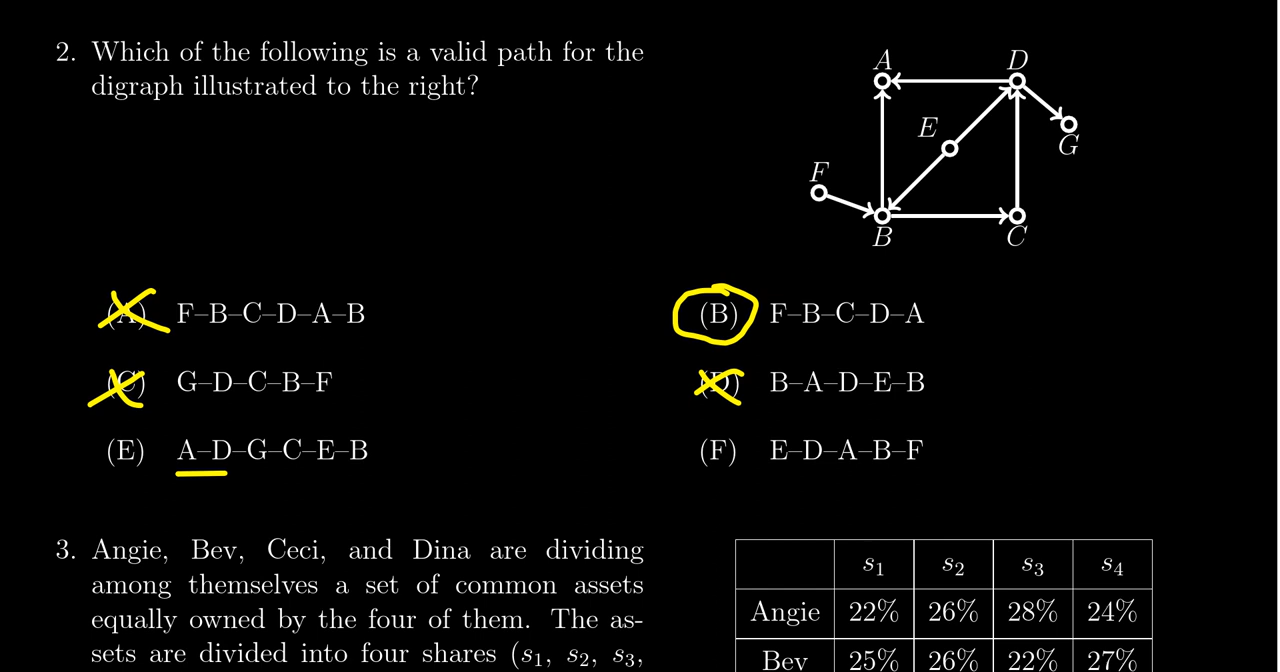 2. Which of the following is a valid path for the
digraph illustrated to the right?
A
D
E
G
F
B
C
(A) F–B–C–D–A–B
(B) F–B–C–D–A
(C) G–D–C–B–F
(D) B–A–D–E–B
(E) A–D–G–C–E–B
(F) E–D–A–B–F
3. Angie, Bev, Ceci, and Dina are dividing
among themselves a set of common assets
equally owned by the four of them. The as-
sets are divided into four shares (s1, s2, s3,
s1 s2 s3 s4
Angie 22% 26% 28% 24%
Bev 25% 26% 22% 27%